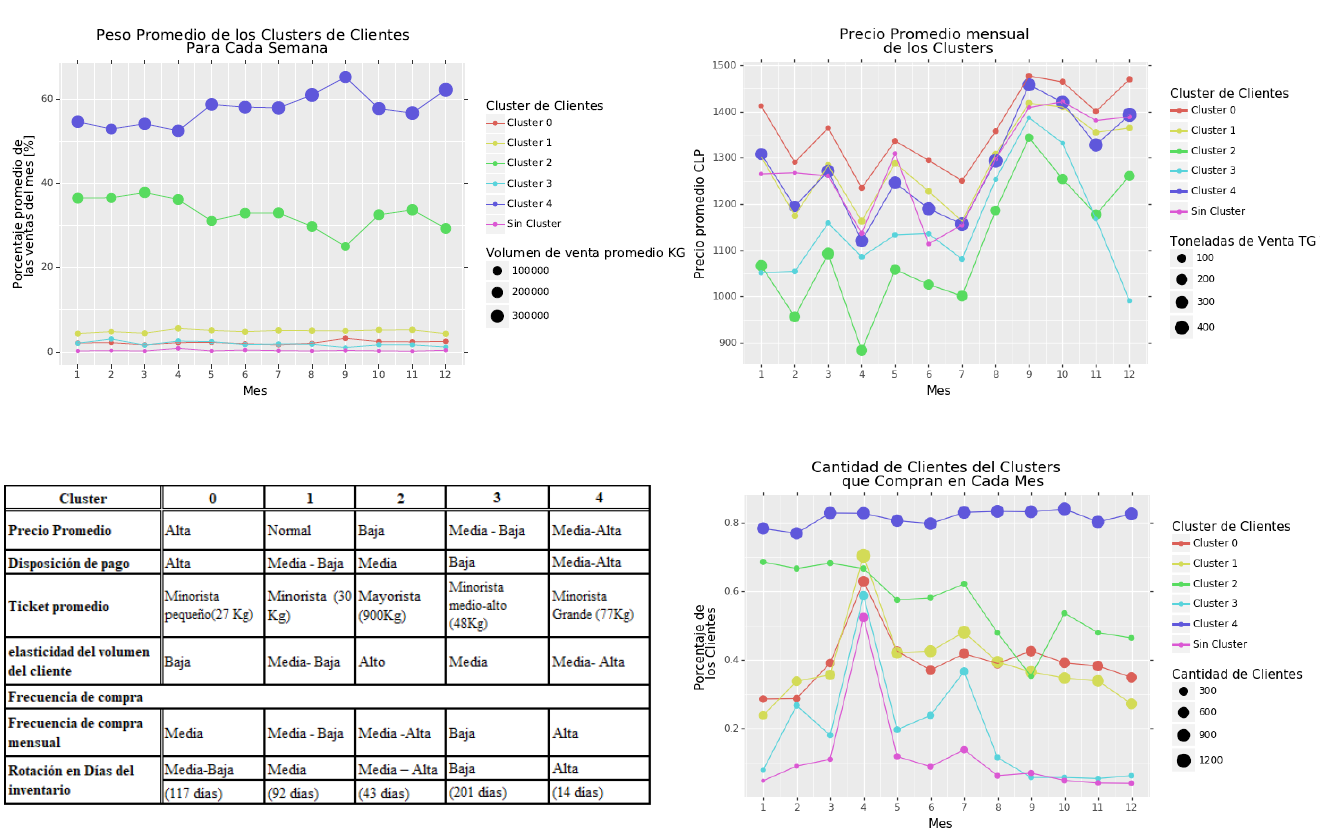 Peso Promedio de los Clusters de Clientes
Para Cada Semana
Porcentaje promedio de
las ventas del mes [%]
60
40
20
0
1 2 3 4 5 6 7 8 9 10 11 12
Mes
Cluster de Clientes
Cluster 0
Cluster 1
Cluster 2
Cluster 3
Cluster 4
Sin Cluster
Volumen de venta promedio KG
100000
200000
300000
Precio Promedio mensual
de los Clusters
Precio promedio CLP
1500
1400
1300
1200
1100
1000
900
1 2 3 4 5 6 7 8 9 10 11 12
Mes
Cluster de Clientes
Cluster 0
Cluster 1
Cluster 2
Cluster 3
Cluster 4
Sin Cluster
Toneladas de Venta TG
100
200
300
400
Cluster 0 1 2 3 4
Precio Promedio Alta Normal Baja Media - Baja Media-Alta
Disposición de pago Alta Media - Baja Media Baja Media-Alta
Ticket promedio Minorista pequeño(27 Kg) Minorista (30 Kg) Mayorista (900Kg) Minorista medio-alto (48Kg) Minorista Grande (77Kg)
elasticidad del volumen del cliente Baja Media- Baja Alto Media Media- Alta
Frecuencia de compra
Frecuencia de compra mensual Media Media - Baja Media -Alta Baja Alta
Rotación en Días del inventario Media-Baja Media Media – Alta Baja Alta
(117 días) (92 días) (43 días) (201 días) (14 días)
Cantidad de Clientes del Clusters
que Compran en Cada Mes
Porcentaje de
los Clientes
0.8
0.6
0.4
0.2
1 2 3 4 5 6 7 8 9 10 11 12
Mes
Cluster de Clientes
Cluster 0
Cluster 1
Cluster 2
Cluster 3
Cluster 4
Sin Cluster
Cantidad de Clientes
300
600
900
1200